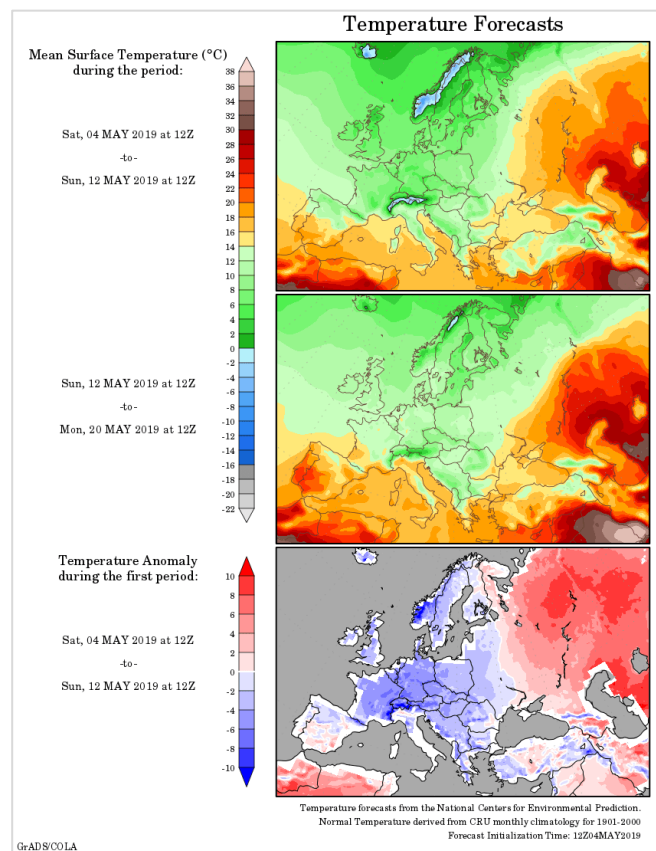 Temperature Forecasts
Mean Surface Temperature (°C)
during the period:
Sat, 04 MAY 2019 at 12Z
-to-
Sun, 12 MAY 2019 at 12Z
38
36
34
32
30
28
26
24
22
20
18
16
14
12
10
8
6
4
2
0
-2
-4
-6
-8
-10
-12
-14
-16
-17
-18
-20
-22
Sun, 12 MAY 2019 at 12Z
-to-
Mon, 20 MAY 2019 at 12Z
Temperature Anomaly
during the first period:
Sat, 04 MAY 2019 at 12Z
-to-
Sun, 12 MAY 2019 at 12Z
10
8
6
4
2
0
-2
-4
-6
-8
-10
Temperature forecasts from the National Centers for Environmental Prediction.
Normal Temperature derived from CRU monthly climatology for 1901-2000
Forecast Initialization Time: 12Z04MAY2019
GrADS/COLA